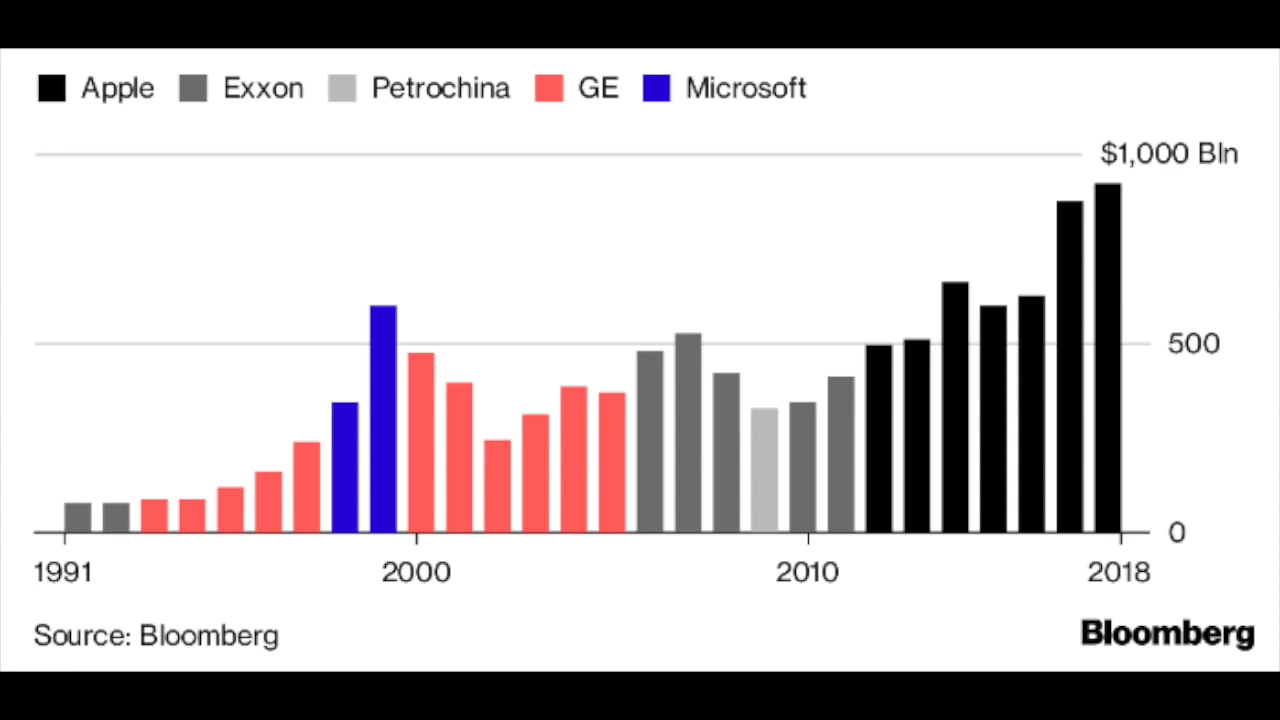 Apple Exxon Petrochina GE Microsoft
$1,000 Bln
500
0
1991 2000 2010 2018
Source: Bloomberg
Bloomberg